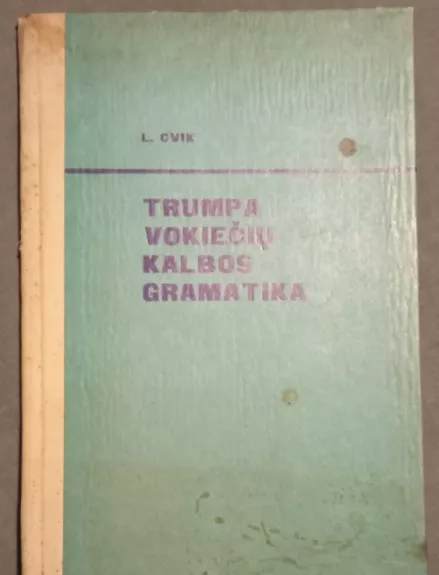 L. CVIK
TRUMPA
VOKIEČIŲ
KALBOS
GRAMATIKA